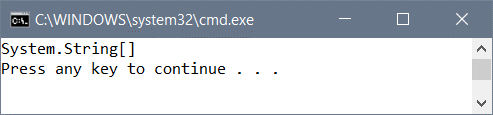 C:\WINDOWS\system32\cmd.exe
System.String[]
Press any key to continue . . .